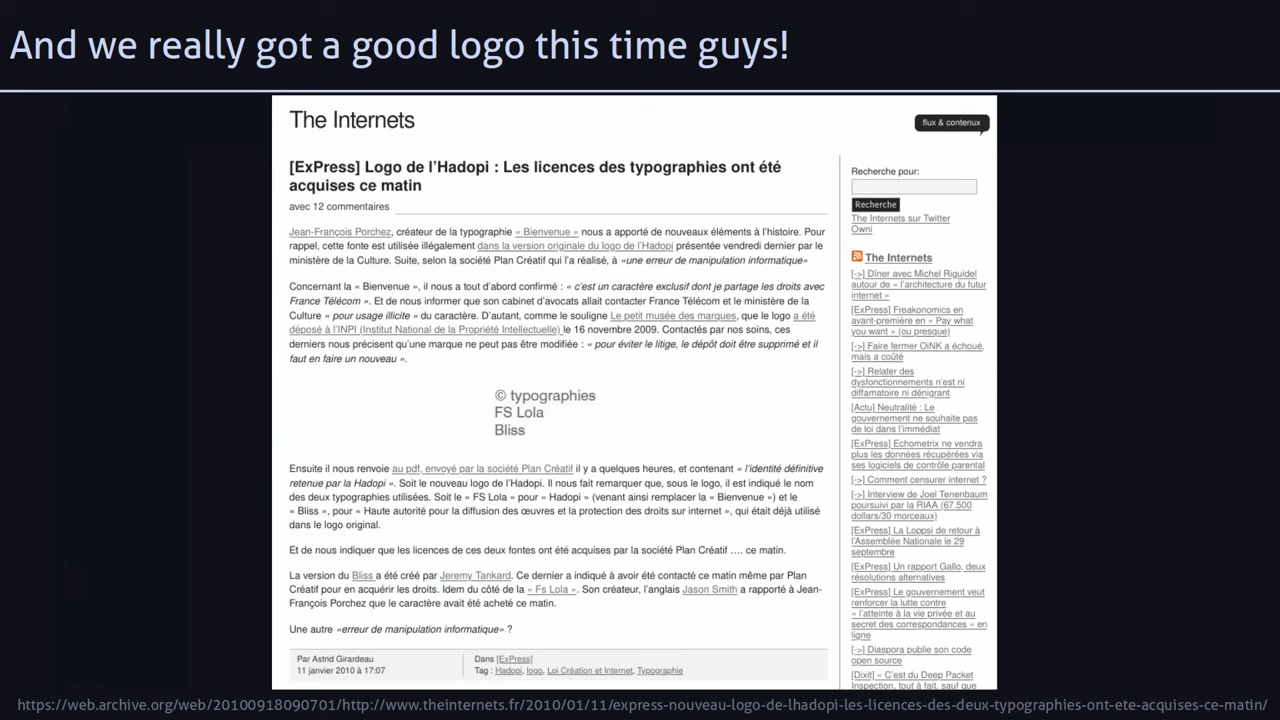 And we really got a good logo this time guys!
The Internets
flux & contenus
[ExPress] Logo de l'Hadopi : Les licences des typographies ont été
acquises ce matin
avec 12 commentaires
Jean-François Porchez, créateur de la typographie « Bienvenue » nous a apporté de nouveaux éléments à l'histoire. Pour
rappel, cette fonte est utilisée illégalement dans la version originale du logo de l'Hadopi présentée vendredi dernier par le
ministère de la Culture. Suite, selon la société Plan Créatif qui l'a réalisé, à «une erreur de manipulation informatique»
Concernant la « Bienvenue », il nous a tout d'abord confirmé : « c'est un caractère exclusif dont je partage les droits avec
France Télécom ». Et de nous informer que son cabinet d'avocats allait contacter France Télécom et le ministère de la
Culture « pour usage illicite » du caractère. D'autant, comme le souligne Le petit musée des marques, que le logo a été
déposé à l'INPI (Institut National de la Propriété Intellectuelle) le 16 novembre 2009. Contactés par nos soins, ces
derniers nous précisent qu'une marque ne peut pas être modifiée : « pour éviter le litige, le dépôt doit être supprimé et il
faut en faire un nouveau ».
© typographies
FS Lola
Bliss
Ensuite il nous renvoie au pdf, envoyé par la société Plan Créatif il y a quelques heures, et contenant « l'identité définitive
retenue par la Hadopi ». Soit le nouveau logo de l'Hadopi. Il nous fait remarquer que, sous le logo, il est indiqué le nom
des deux typographies utilisées. Soit le « FS Lola » pour « Hadopi » (venant ainsi remplacer la « Bienvenue ») et le
« Bliss », pour « Haute autorité pour la diffusion des œuvres et la protection des droits sur internet », qui était déjà utilisé
dans le logo original.
Et de nous indiquer que les licences de ces deux fontes ont été acquises par la société Plan Créatif …. ce matin.
La version du Bliss a été créé par Jeremy Tankard. Ce dernier a indiqué à avoir été contacté ce matin même par Plan
Créatif pour en acquérir les droits. Idem du côté de la « Fs Lola ». Son créateur, l'anglais Jason Smith a rapporté à Jean-
François Porchez que le caractère avait été acheté ce matin.
Une autre «erreur de manipulation informatique» ?
Par Astrid Girardeau
11 janvier 2010 à 17:07
Dans [ExPress]
Tag : Hadopi, logo, Loi Création et Internet, Typographie
Recherche pour:
Recherche
The Internets sur Twitter
Owni
The Internets
[->] Dîner avec Michel Riguidel
autour de « l'architecture du futur
internet »
[ExPress] Freakonomics en
avant-première en « Pay what
you want » (ou presque)
[->] Faire fermer OiNK a échoué,
mais a coûté
[->] Relater des
dysfonctionnements n'est ni
diffamatoire ni dénigrant
[Actu] Neutralité : Le
gouvernement ne souhaite pas
de loi dans l'immédiat
[ExPress] Echometrix ne vendra
plus les données récupérées via
ses logiciels de contrôle parental
[->] Comment censurer internet ?
[->] Interview de Joel Tenenbaum
poursuivi par la RIAA (67.500
dollars/30 morceaux)
[ExPress] La Loppsi de retour à
l'Assemblée Nationale le 29
septembre
[ExPress] Un rapport Gallo, deux
résolutions alternatives
[ExPress] Le gouvernement veut
renforcer la lutte contre
« l'atteinte à la vie privée et au
secret des correspondances » en
ligne
[->] Diaspora publie son code
open source
[Dixit] « C'est du Deep Packet
Inspection, tout à fait, sauf que
https://web.archive.org/web/20100918090701/http://www.theinternets.fr/2010/01/11/express-nouveau-logo-de-lhadopi-les-licences-des-deux-typographies-ont-ete-acquises-ce-matin/